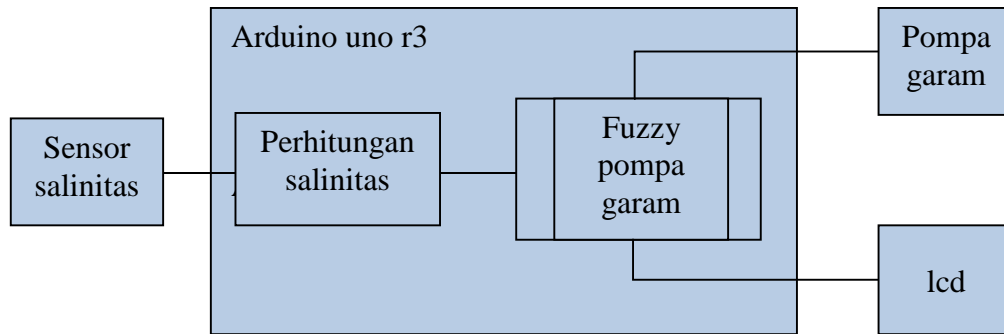 Arduino uno r3
Pompa
garam
Sensor
salinitas
Perhitungan
salinitas
Fuzzy
pompa
garam
lcd